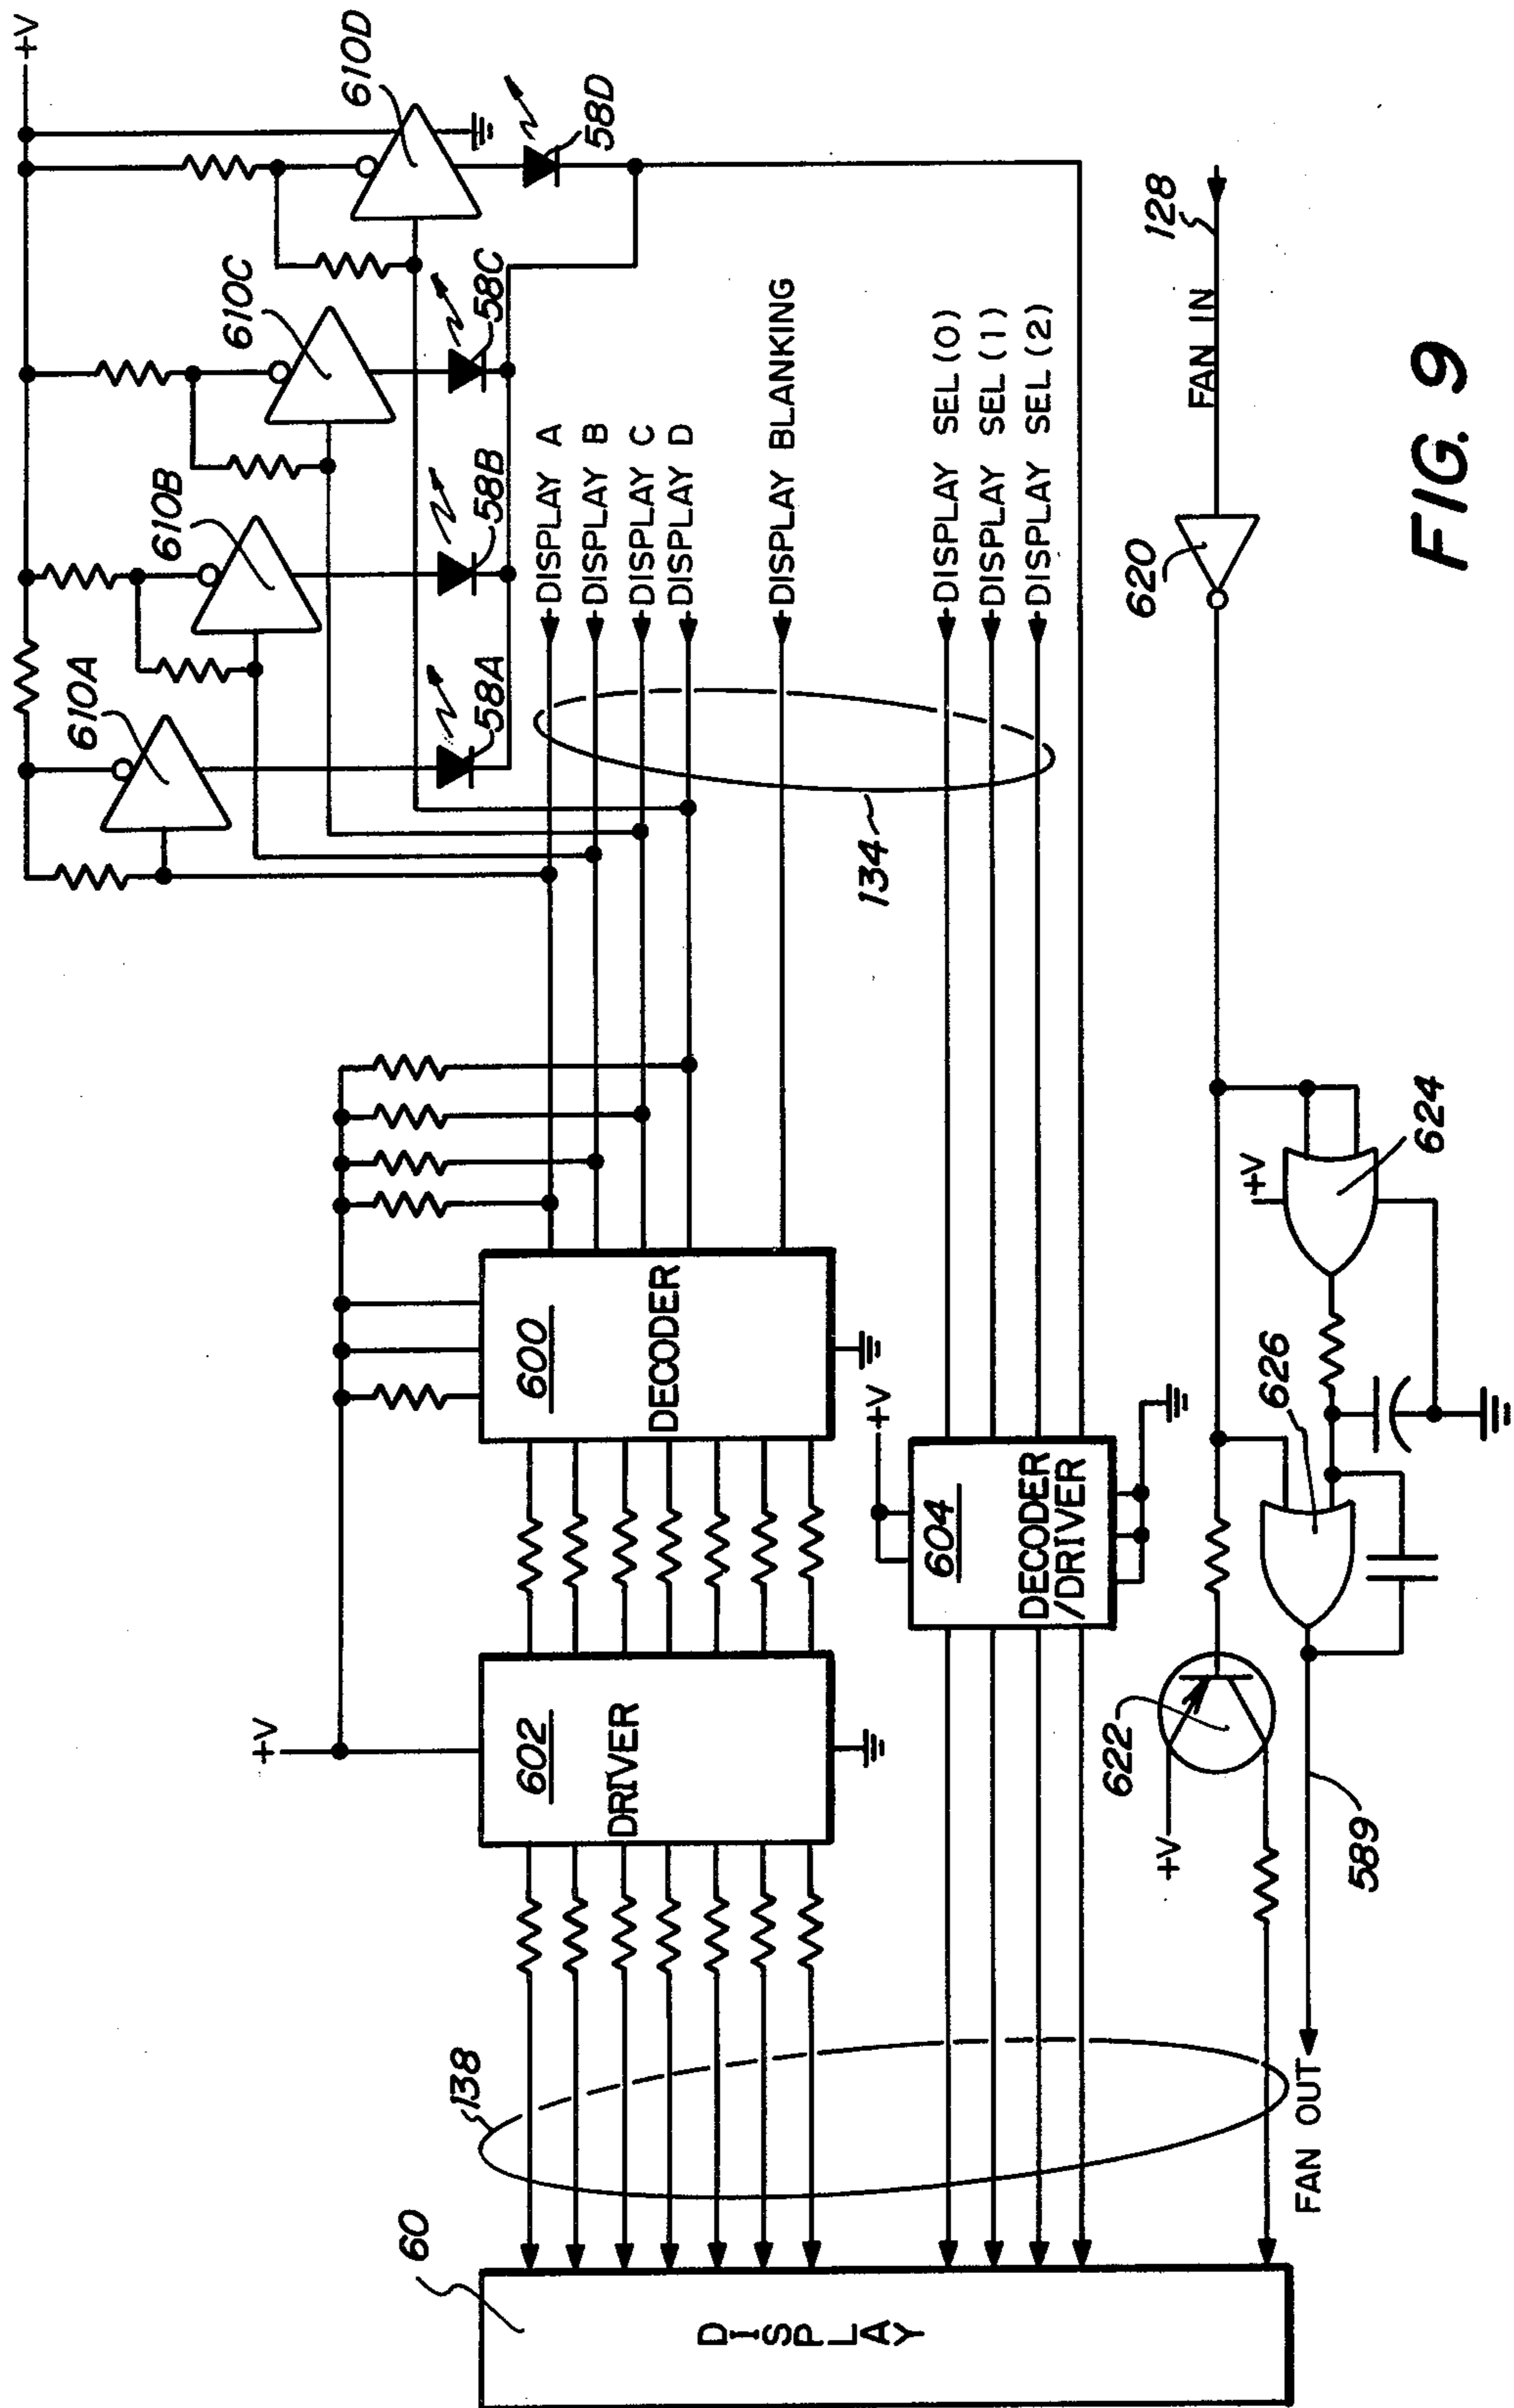 +V
610A
610B
610C
610D
58A
58B
58C
58D
DISPLAY A
DISPLAY B
DISPLAY C
DISPLAY D
DISPLAY BLANKING
DISPLAY SEL(0)
DISPLAY SEL(1)
DISPLAY SEL(2)
134
+V
600
DECODER
602
DRIVER
+V
604
DECODER
/DRIVER
138
60
DISPLAY
128
FAN IN
620
+V
624
626
622
+V
589
FAN OUT
FIG. 9